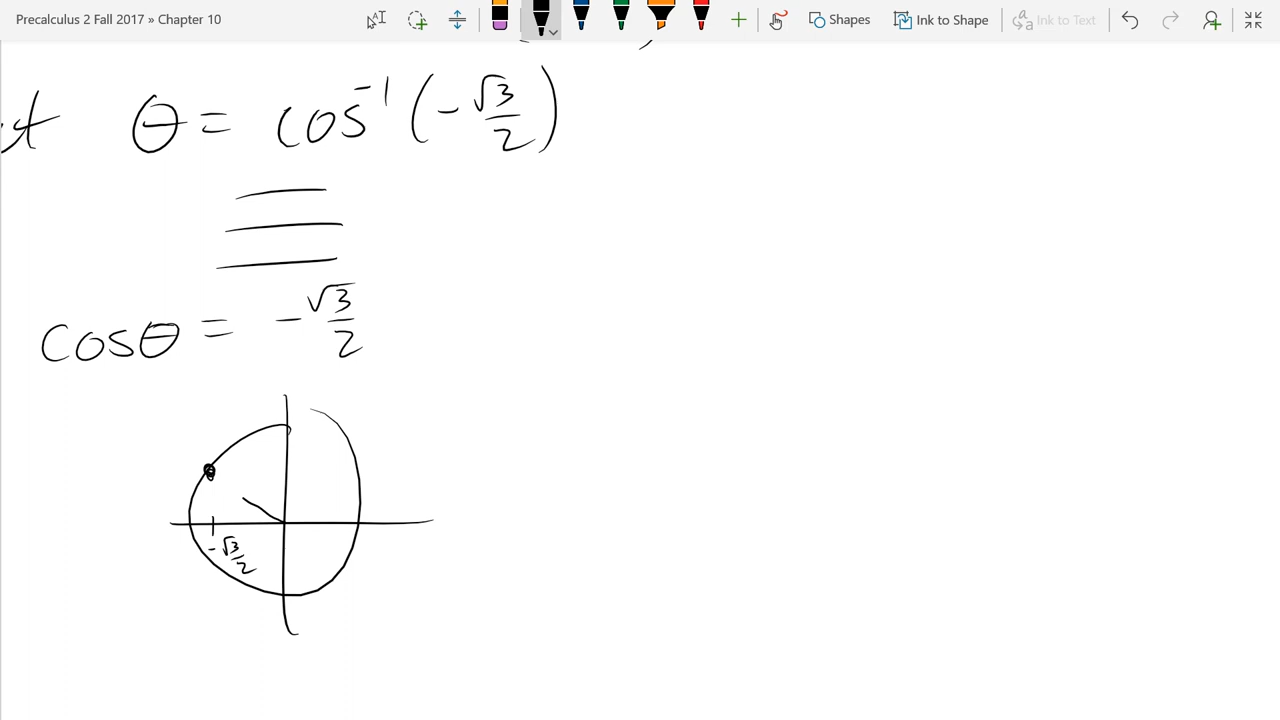 Precalculus 2 Fall 2017 » Chapter 10
Shapes
Ink to Shape
Ink to Text
θ = cos⁻¹(-√3/2)
cosθ = -√3/2
-√3/2